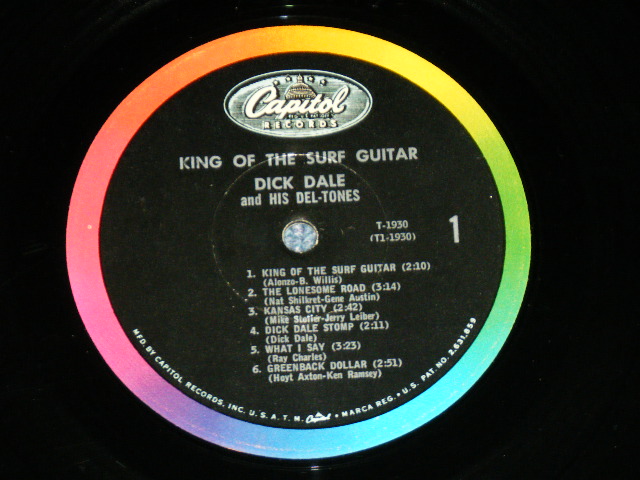 Capitol
RECORDS
KING OF THE SURF GUITAR
DICK DALE
and HIS DEL-TONES
T-1930
(T1-1930)
1
1. KING OF THE SURF GUITAR (2:10)
(Alonzo-B. Willis)
2. THE LONESOME ROAD (3:14)
(Nat Shilkret-Gene Austin)
3. KANSAS CITY (2:42)
(Mike Stoller-Jerry Leiber)
4. DICK DALE STOMP (2:11)
(Dick Dale)
5. WHAT I SAY (3:23)
(Ray Charles)
6. GREENBACK DOLLAR (2:51)
(Hoyt Axton-Ken Ramsey)
MFD. BY CAPITOL RECORDS, INC. U.S.A. T.M. Capitol • MARCA REG. • U.S. PAT. NO. 2,631,859